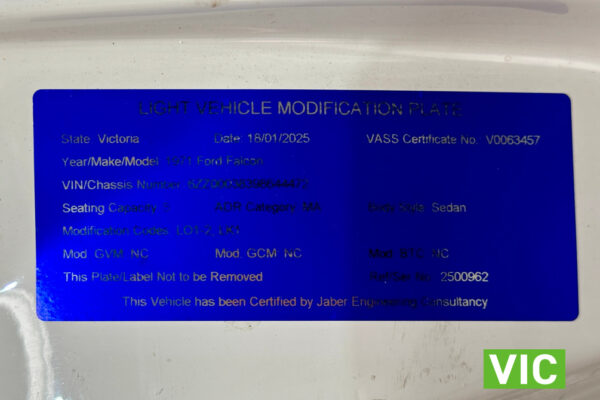 LIGHT VEHICLE MODIFICATION PLATE
State: Victoria Date: 18/01/2025 VASS Certificate No: V0063457
Year/Make/Model: Ford Falcon
VIN/Chassis Number:
Seating Capacity: ADR Category: MA Body Style: Sedan
Modification Codes:
Mod. GVM: NC Mod. GCM: NC Mod. BTC: NC
This Plate/Label Not to be Removed Ref/Ser No: 2500962
This Vehicle has been Certified by Jaber Engineering Consultancy
VIC